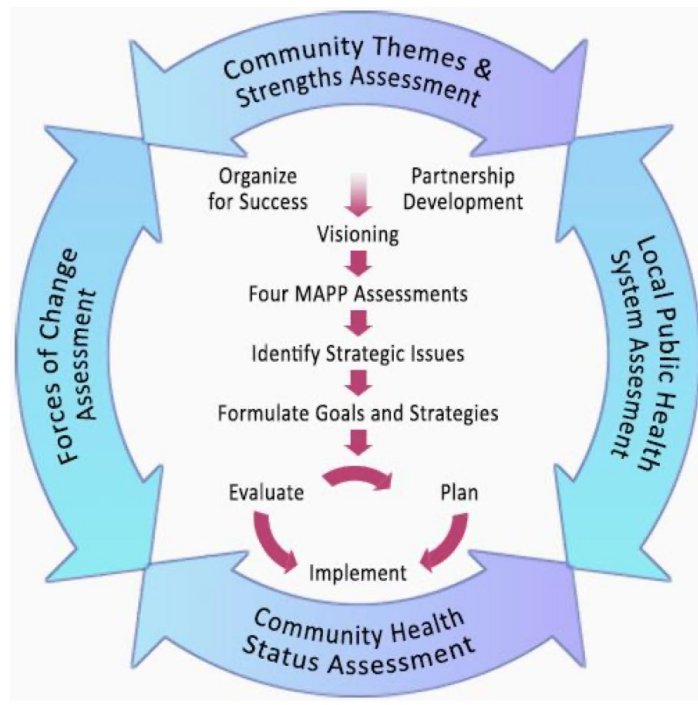 Community Themes &
Strengths Assessment
Organize
for Success
Partnership
Development
Visioning
Four MAPP Assessments
Identify Strategic Issues
Formulate Goals and Strategies
Evaluate
Plan
Implement
Forces of Change
Assessment
Local Public Health
System Assesment
Community Health
Status Assessment